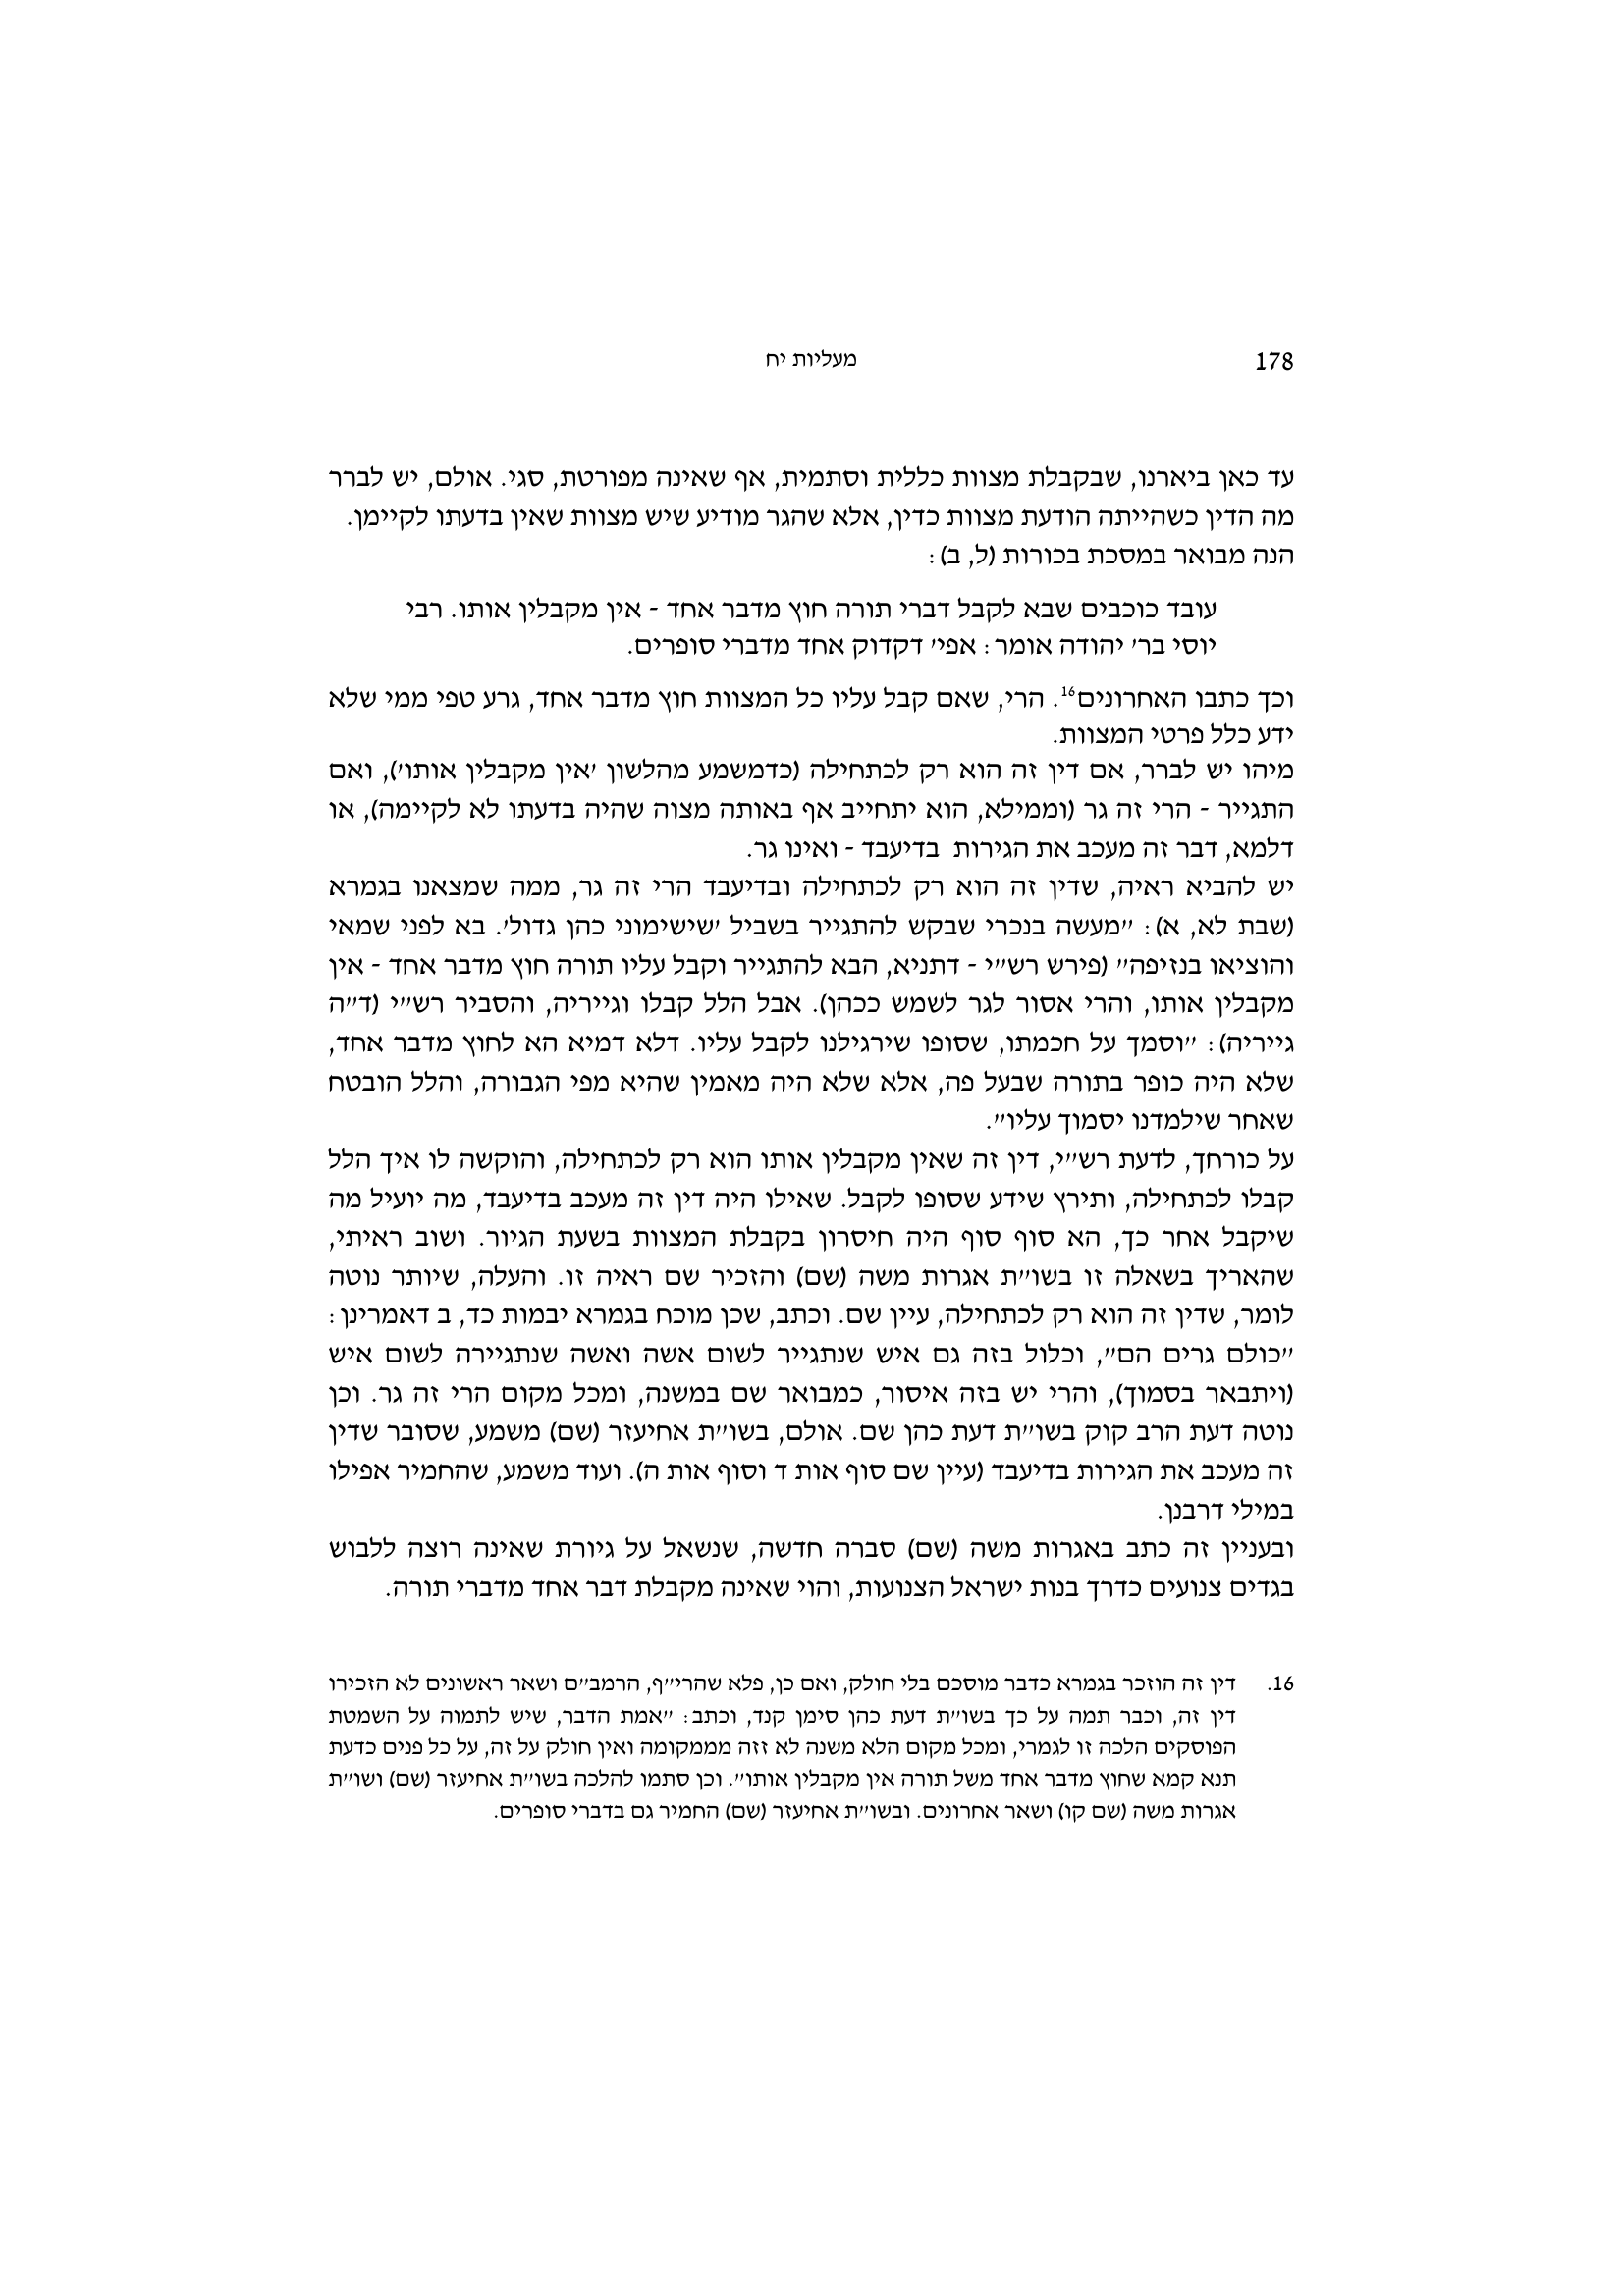 178
מעליות יח
עד כאן ביארנו, שבקבלת מצוות כללית וסתמית, אף שאינה מפורטת, סגי. אולם, יש לברר
מה הדין כשהייתה הודעת מצוות כדין, אלא שהגר מודיע שיש מצוות שאין בדעתו לקיימן.
הנה מבואר במסכת בכורות (ל, ב):
עובד כוכבים שבא לקבל דברי תורה חוץ מדבר אחד - אין מקבלין אותו. רבי
יוסי בר' יהודה אומר: אפי' דקדוק אחד מדברי סופרים.
וכך כתבו האחרונים16. הרי, שאם קבל עליו כל המצוות חוץ מדבר אחד, גרע טפי ממי שלא
ידע כלל פרטי המצוות.
מיהו יש לברר, אם דין זה הוא רק לכתחילה (כדמשמע מהלשון 'אין מקבלין אותו'), ואם
התגייר - הרי זה גר (וממילא, הוא יתחייב אף באותה מצוה שהיה בדעתו לא לקיימה), או
דלמא, דבר זה מעכב את הגירות בדיעבד - ואינו גר.
יש להביא ראיה, שדין זה הוא רק לכתחילה ובדיעבד הרי זה גר, ממה שמצאנו בגמרא
(שבת לא, א): "מעשה בנכרי שבקש להתגייר בשביל 'שישימוני כהן גדול'. בא לפני שמאי
והוציאו בנזיפה" (פירש רש"י - דתניא, הבא להתגייר וקבל עליו תורה חוץ מדבר אחד - אין
מקבלין אותו, והרי אסור לגר לשמש ככהן). אבל הלל קבלו וגייריה, והסביר רש"י (ד"ה
גייריה): "וסמך על חכמתו, שסופו שירגילנו לקבל עליו. דלא דמיא הא לחוץ מדבר אחד,
שלא היה כופר בתורה שבעל פה, אלא שלא היה מאמין שהיא מפי הגבורה, והלל הובטח
שאחר שילמדנו יסמוך עליו".
על כורחך, לדעת רש"י, דין זה שאין מקבלין אותו הוא רק לכתחילה, והוקשה לו איך הלל
קבלו לכתחילה, ותירץ שידע שסופו לקבל. שאילו היה דין זה מעכב בדיעבד, מה יועיל מה
שיקבל אחר כך, הא סוף סוף היה חיסרון בקבלת המצוות בשעת הגיור. ושוב ראיתי,
שהאריך בשאלה זו בשו"ת אגרות משה (שם) והזכיר שם ראיה זו. והעלה, שיותר נוטה
לומר, שדין זה הוא רק לכתחילה, עיין שם. וכתב, שכן מוכח בגמרא יבמות כד, ב דאמרינן:
"כולם גרים הם", וכלול בזה גם איש שנתגייר לשום אשה ואשה שנתגיירה לשום איש
(ויתבאר בסמוך), והרי יש בזה איסור, כמבואר שם במשנה, ומכל מקום הרי זה גר. וכן
נוטה דעת הרב קוק בשו"ת דעת כהן שם. אולם, בשו"ת אחיעזר (שם) משמע, שסובר שדין
זה מעכב את הגירות בדיעבד (עיין שם סוף אות ד וסוף אות ה). ועוד משמע, שהחמיר אפילו
במילי דרבנן.
ובעניין זה כתב באגרות משה (שם) סברה חדשה, שנשאל על גיורת שאינה רוצה ללבוש
בגדים צנועים כדרך בנות ישראל הצנועות, והוי שאינה מקבלת דבר אחד מדברי תורה.
16. דין זה הוזכר בגמרא כדבר מוסכם בלי חולק, ואם כן, פלא שהרי"ף, הרמב"ם ושאר ראשונים לא הזכירו
דין זה, וכבר תמה על כך בשו"ת דעת כהן סימן קנד, וכתב: "אמת הדבר, שיש לתמוה על השמטת
הפוסקים הלכה זו לגמרי, ומכל מקום הלא משנה לא זזה מממקומה ואין חולק על זה, על כל פנים כדעת
תנא קמא שחוץ מדבר אחד משל תורה אין מקבלין אותו". וכן סתמו להלכה בשו"ת אחיעזר (שם) ושו"ת
אגרות משה (שם קו) ושאר אחרונים. ובשו"ת אחיעזר (שם) החמיר גם בדברי סופרים.